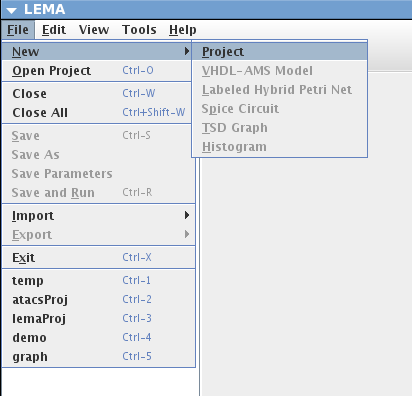 LEMA
File Edit View Tools Help
New
Open Project Ctrl-O
Close Ctrl-W
Close All Ctrl+Shift-W
Save Ctrl-S
Save As
Save Parameters
Save and Run Ctrl-R
Import
Export
Exit Ctrl-X
temp Ctrl-1
atacsProj Ctrl-2
lemaProj Ctrl-3
demo Ctrl-4
graph Ctrl-5
Project
VHDL-AMS Model
Labeled Hybrid Petri Net
Spice Circuit
TSD Graph
Histogram